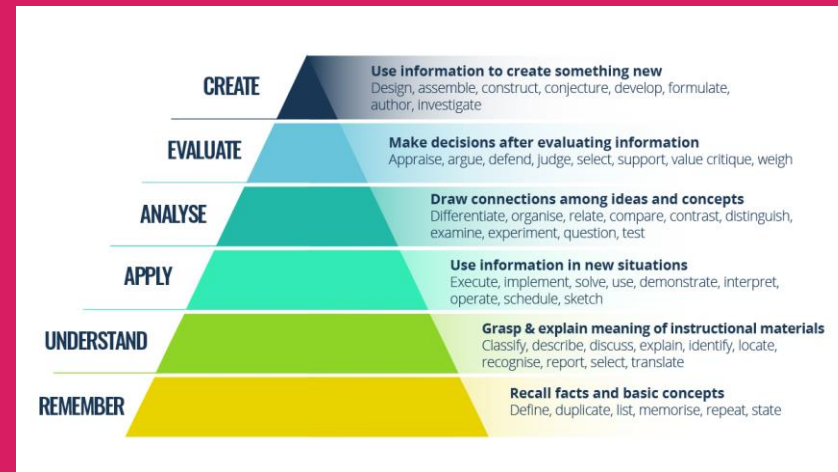 CREATE
Use information to create something new
Design, assemble, construct, conjecture, develop, formulate,
author, investigate
EVALUATE
Make decisions after evaluating information
Appraise, argue, defend, judge, select, support, value critique, weigh
ANALYSE
Draw connections among ideas and concepts
Differentiate, organise, relate, compare, contrast, distinguish,
examine, experiment, question, test
APPLY
Use information in new situations
Execute, implement, solve, use, demonstrate, interpret,
operate, schedule, sketch
UNDERSTAND
Grasp & explain meaning of instructional materials
Classify, describe, discuss, explain, identify, locate,
recognise, report, select, translate
REMEMBER
Recall facts and basic concepts
Define, duplicate, list, memorise, repeat, state